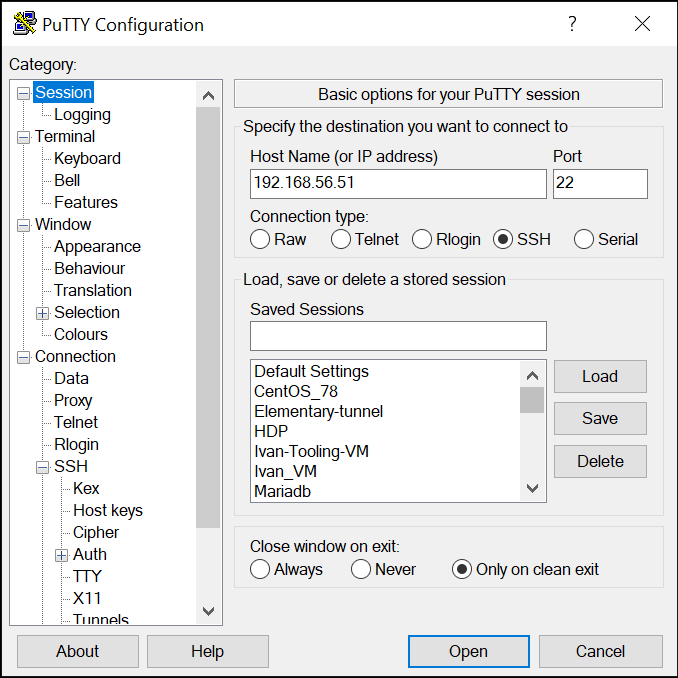 PuTTY Configuration
?
Category:
Session
Logging
Terminal
Keyboard
Bell
Features
Window
Appearance
Behaviour
Translation
Selection
Colours
Connection
Data
Proxy
Telnet
Rlogin
SSH
Kex
Host keys
Cipher
Auth
TTY
X11
Tunnels
Basic options for your PuTTY session
Specify the destination you want to connect to
Host Name (or IP address) Port
192.168.56.51 22
Connection type:
Raw Telnet Rlogin SSH Serial
Load, save or delete a stored session
Saved Sessions
Default Settings
CentOS_78
Elementary-tunnel
HDP
Ivan-Tooling-VM
Ivan_VM
Mariadb
Load
Save
Delete
Close window on exit:
Always Never Only on clean exit
About Help Open Cancel